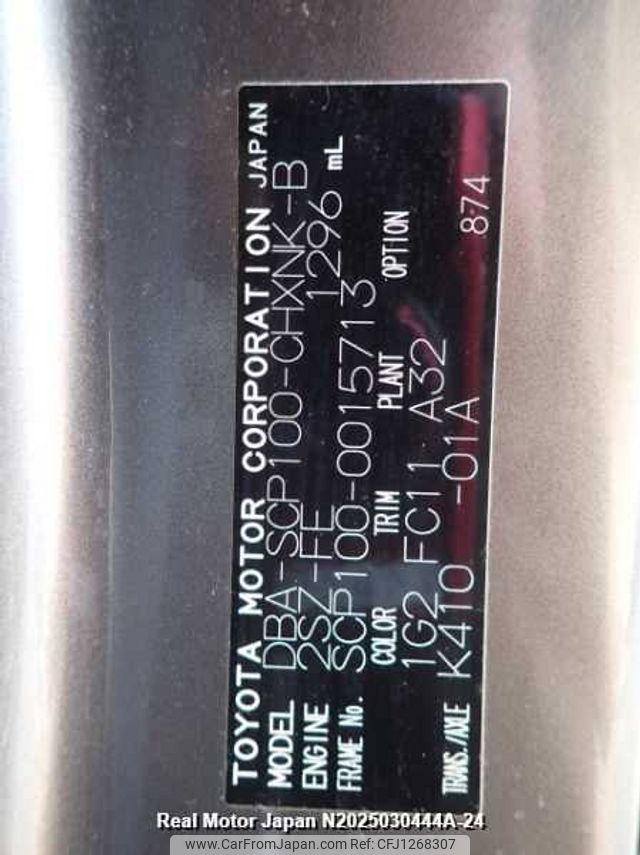 TOYOTA MOTOR CORPORATION JAPAN
MODEL DBA-SCP100-CHXNK-B
ENGINE 2SZ-FE 1296 mL
FRAME No. SCP100-0015713
COLOR TRIM PLANT OPTION
1G2 FC11 A32
TRANS./AXLE K410 -01A 874
Real Motor Japan N2025030444A-24
www.CarFromJapan.com ID:CFJ1268307